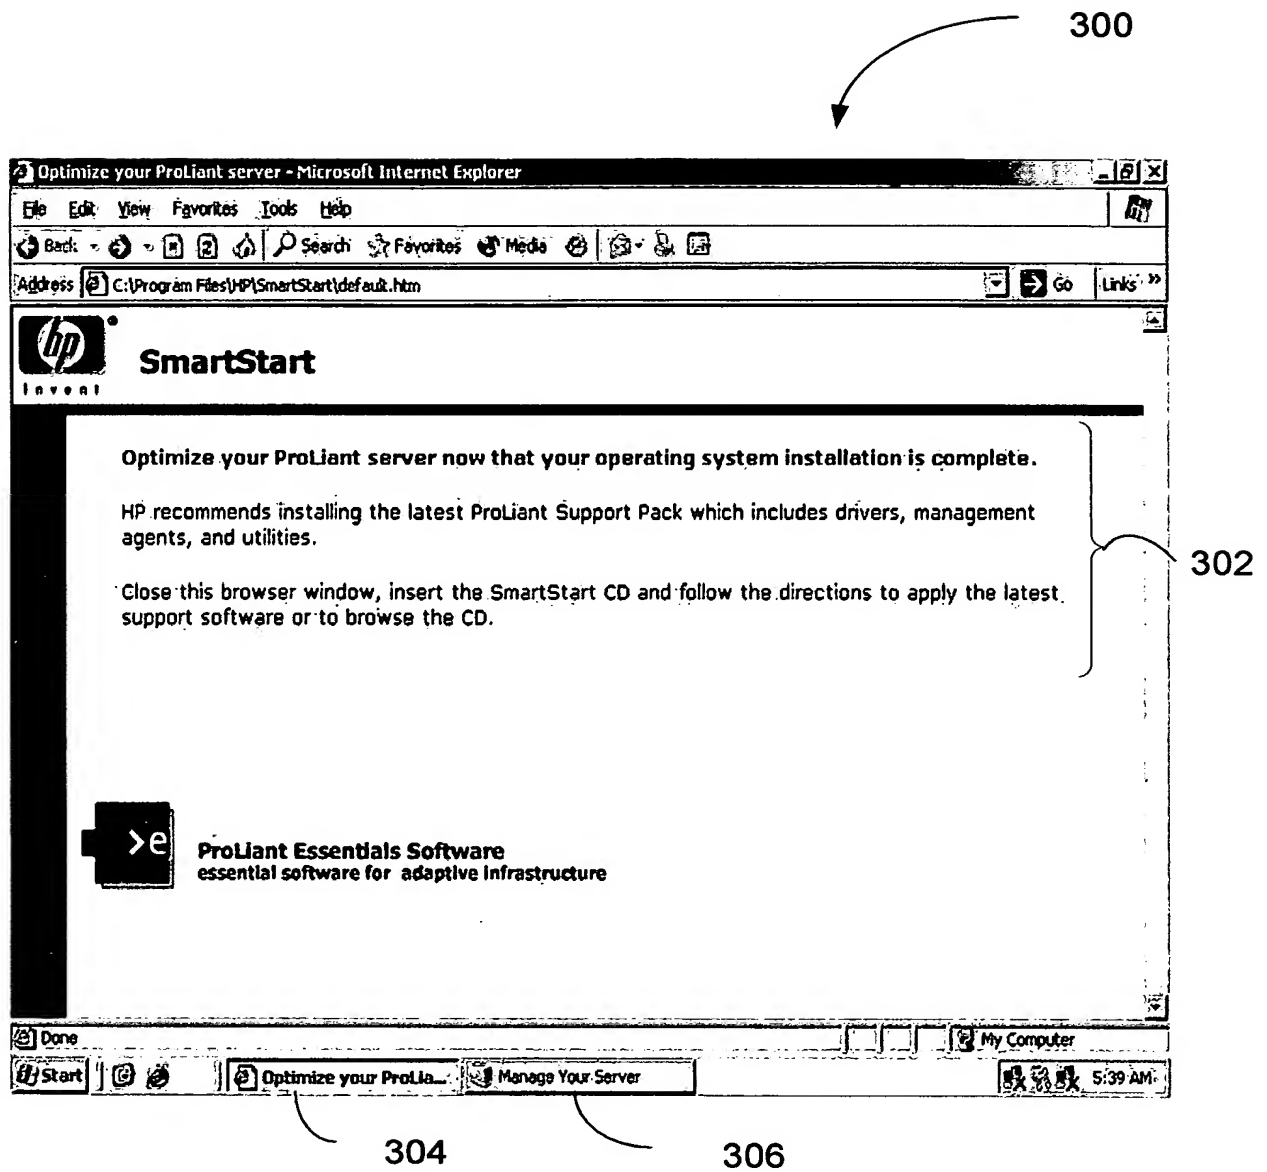 300
Optimize your ProLiant server - Microsoft Internet Explorer
File Edit View Favorites Tools Help
Back Search Favorites Media
Address C:\Program Files\HP\SmartStart\default.htm Go Links »
hp
invent
SmartStart
Optimize your ProLiant server now that your operating system installation is complete.
HP recommends installing the latest ProLiant Support Pack which includes drivers, management
agents, and utilities.
302
Close this browser window, insert the SmartStart CD and follow the directions to apply the latest
support software or to browse the CD.
>e
ProLiant Essentials Software
essential software for adaptive infrastructure
Done My Computer
Start Optimize your ProLia... Manage Your Server 5:39 AM
304 306